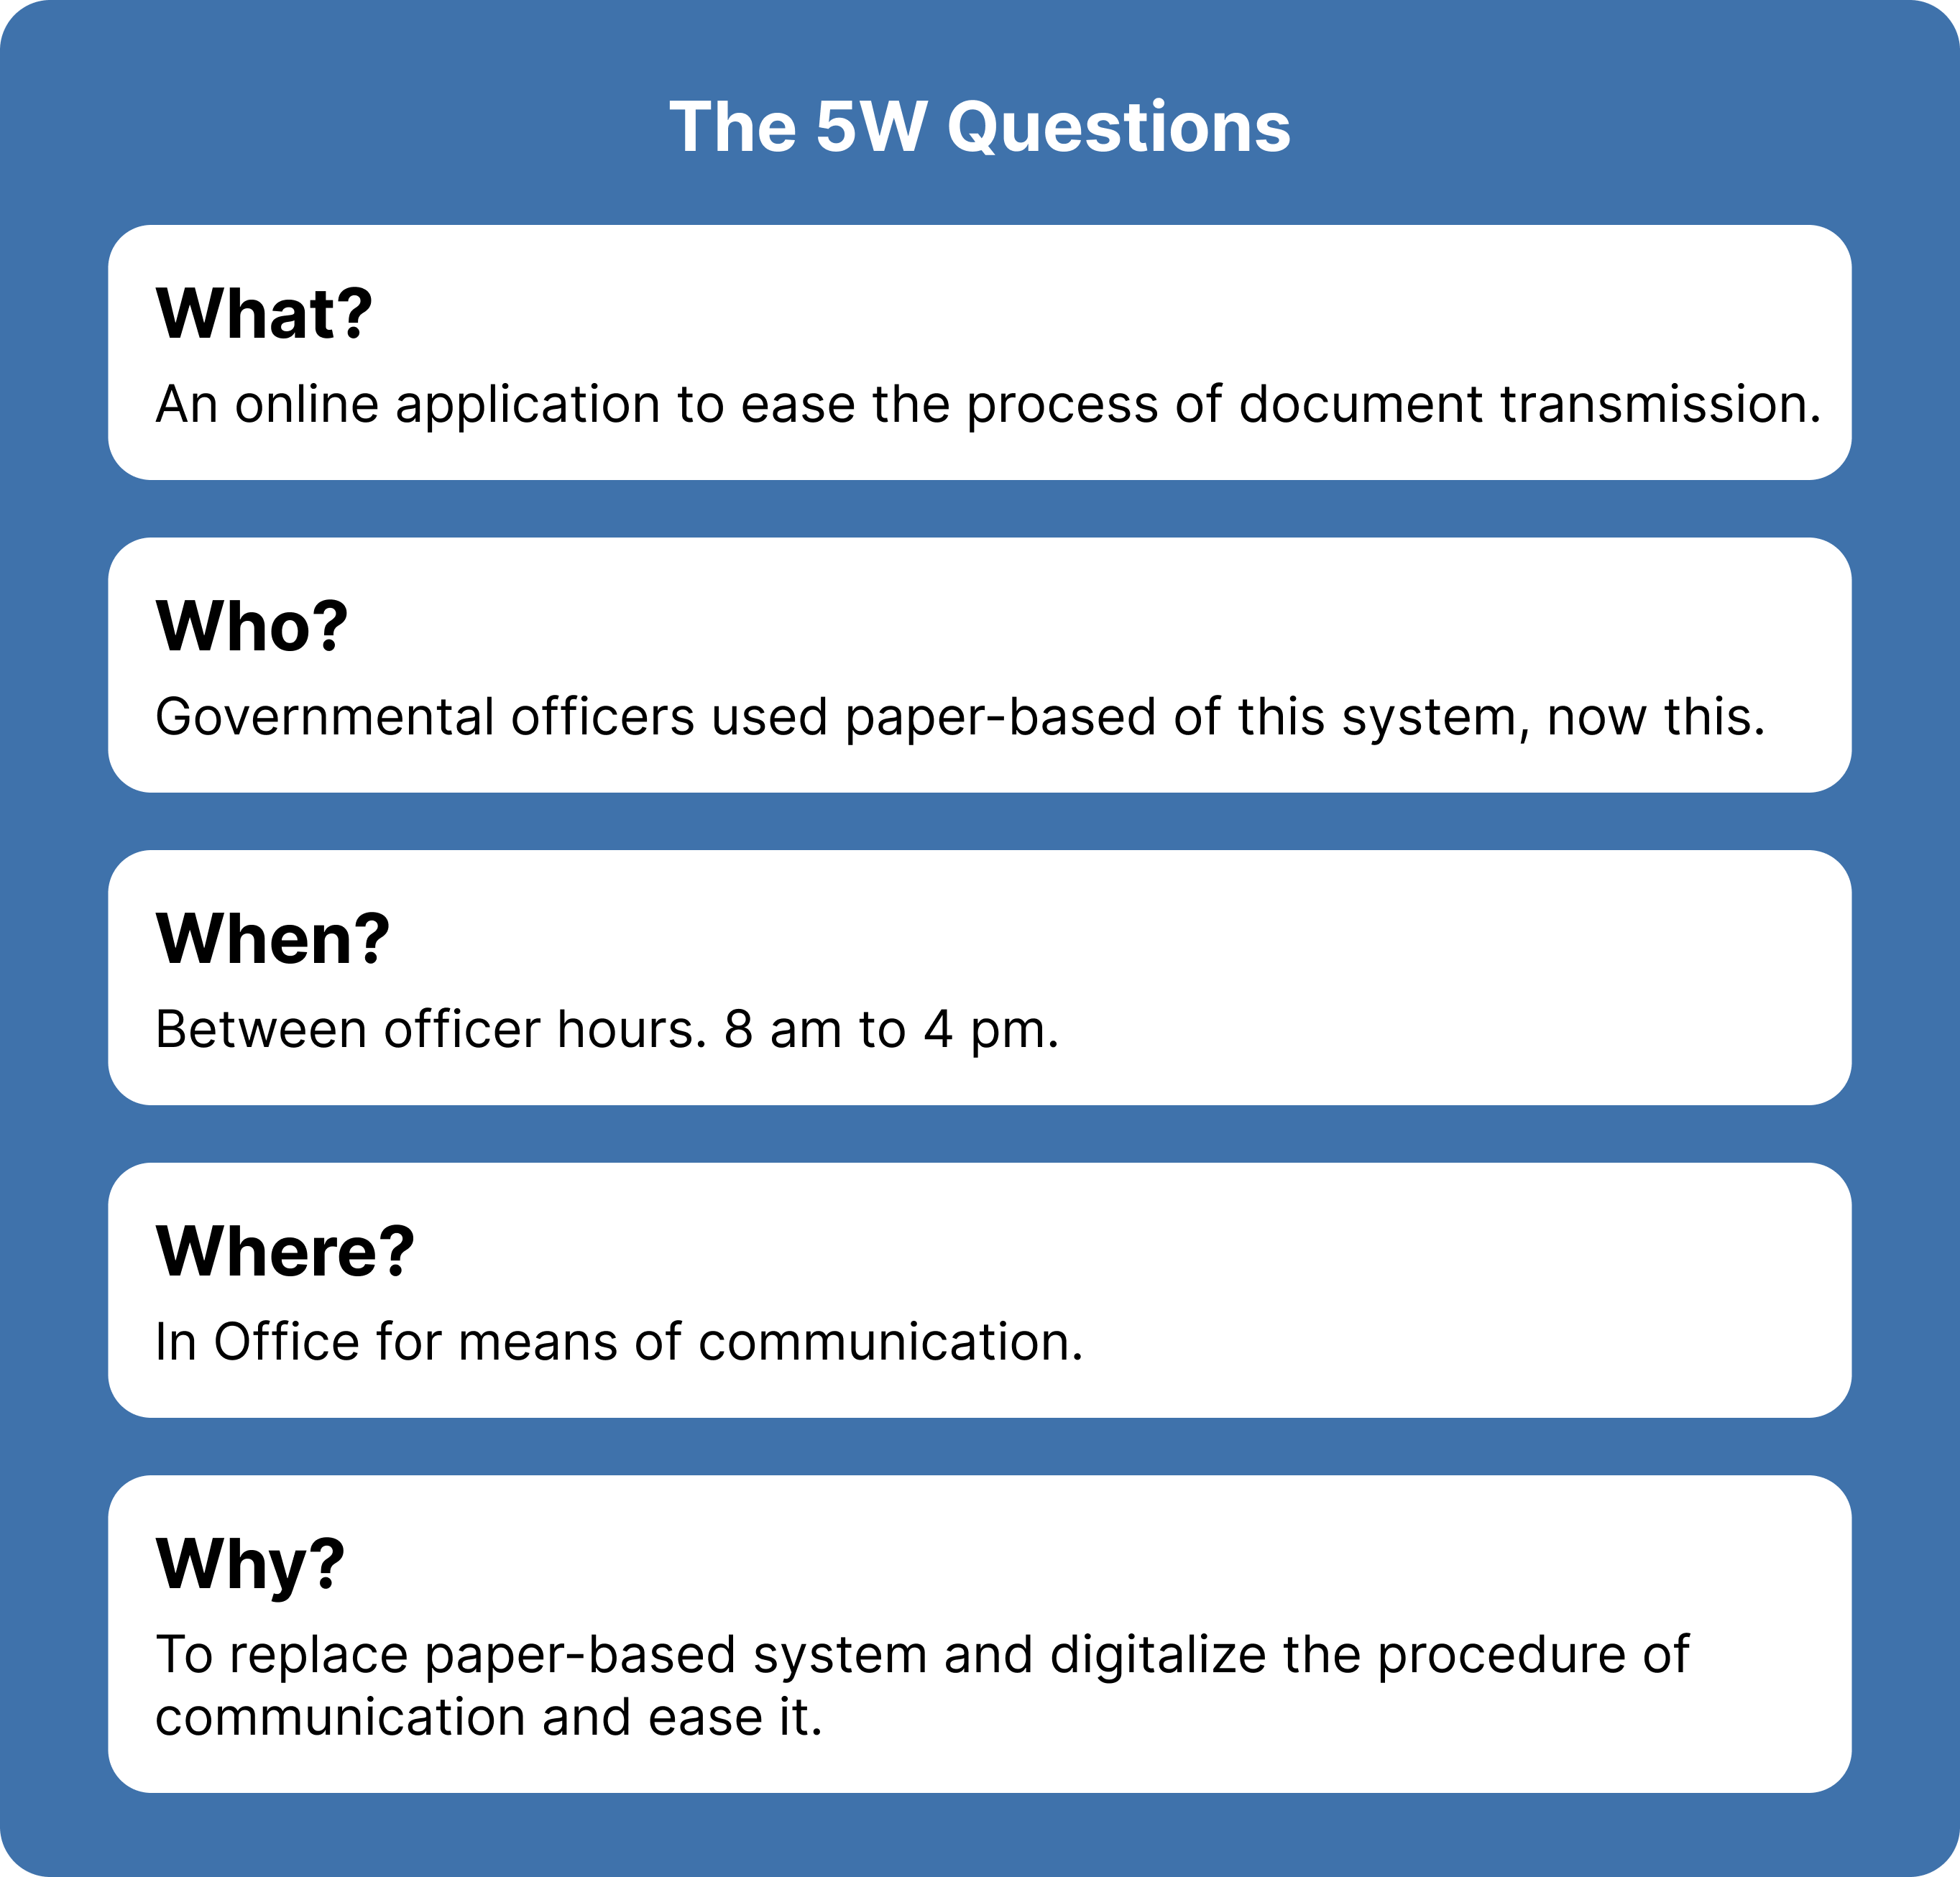 The 5W Questions
What?
An online application to ease the process of document transmission.
Who?
Governmental officers used paper-based of this system, now this.
When?
Between officer hours. 8 am to 4 pm.
Where?
In Office for means of communication.
Why?
To replace paper-based system and digitalize the procedure of
communication and ease it.